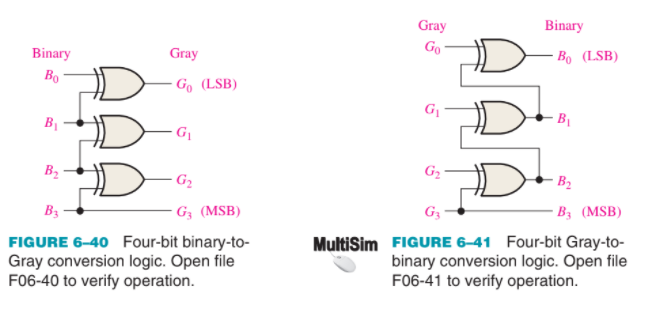 Binary Gray
B0 G0 (LSB)
B1 G1
B2 G2
B3 G3 (MSB)
FIGURE 6–40 Four-bit binary-to-
Gray conversion logic. Open file
F06-40 to verify operation.
Gray Binary
G0 B0 (LSB)
G1 B1
G2 B2
G3 B3 (MSB)
MultiSim
FIGURE 6–41 Four-bit Gray-to-
binary conversion logic. Open file
F06-41 to verify operation.